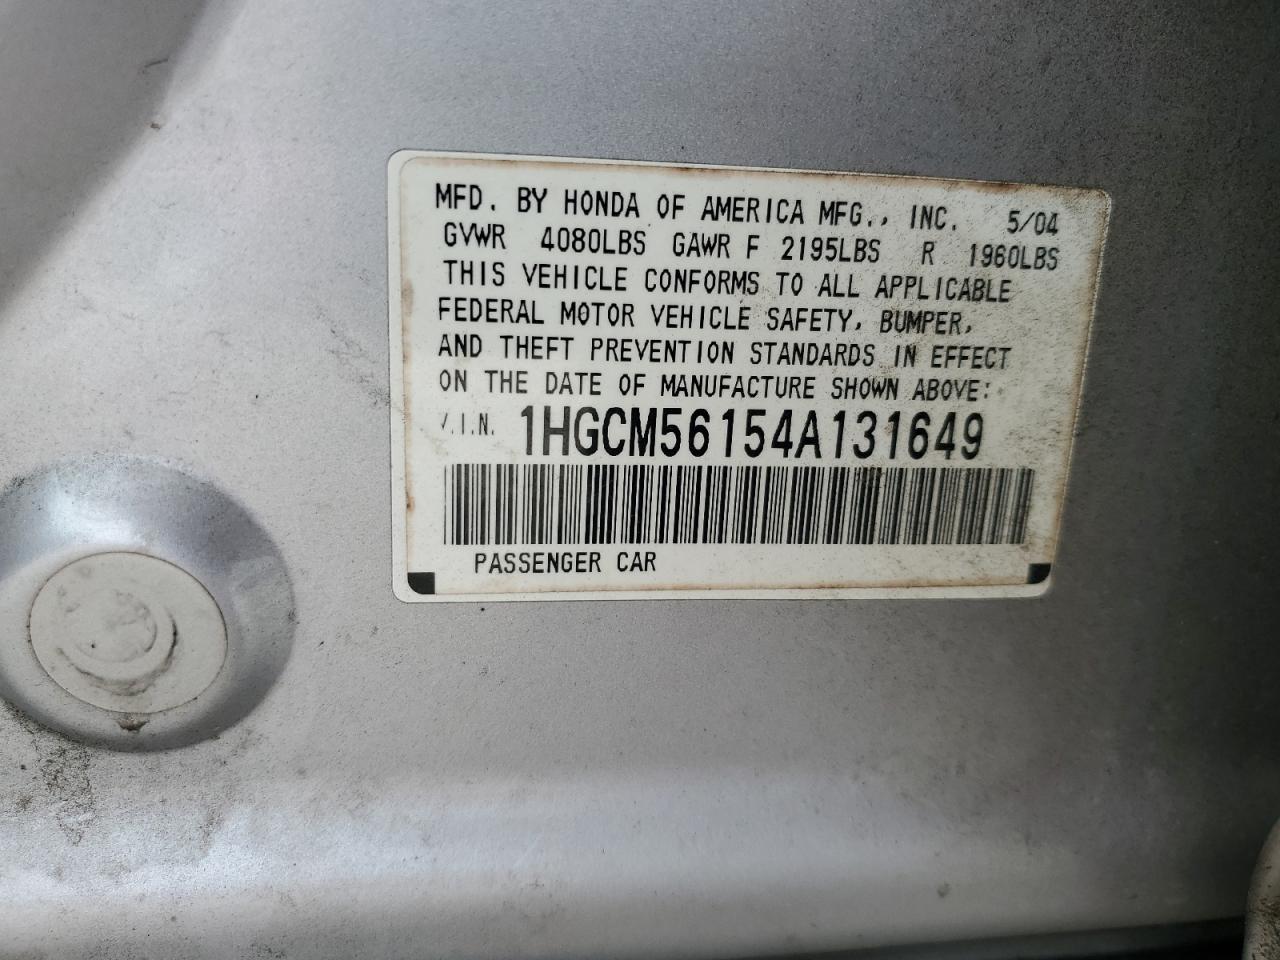 MFD. BY HONDA OF AMERICA MFG., INC. 5/04
GVWR 4080LBS GAWR F 2195LBS R 1960LBS
THIS VEHICLE CONFORMS TO ALL APPLICABLE
FEDERAL MOTOR VEHICLE SAFETY, BUMPER,
AND THEFT PREVENTION STANDARDS IN EFFECT
ON THE DATE OF MANUFACTURE SHOWN ABOVE:
V.I.N. 1HGCM56154A131649
PASSENGER CAR